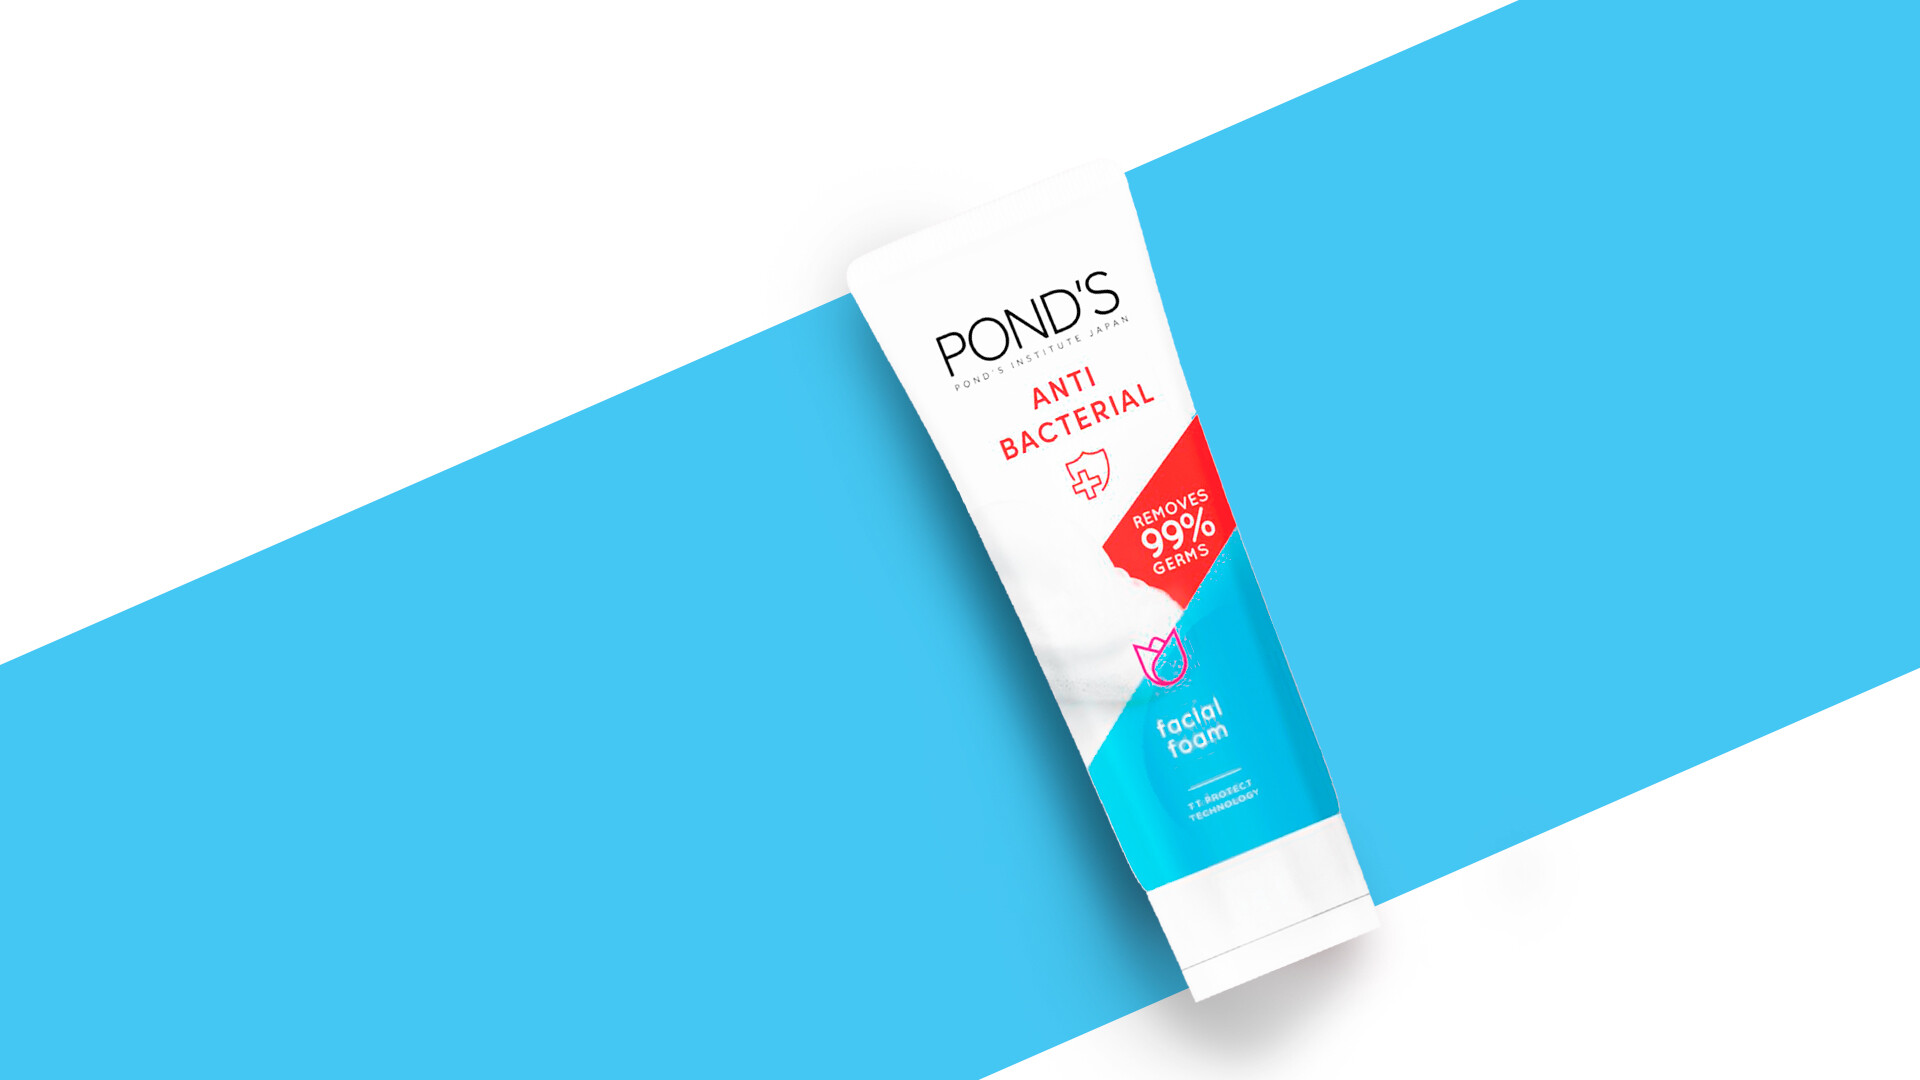 POND'S
POND'S INSTITUTE JAPAN
ANTI
BACTERIAL
REMOVES
99%
GERMS
facial
foam
TT PROTECT
TECHNOLOGY